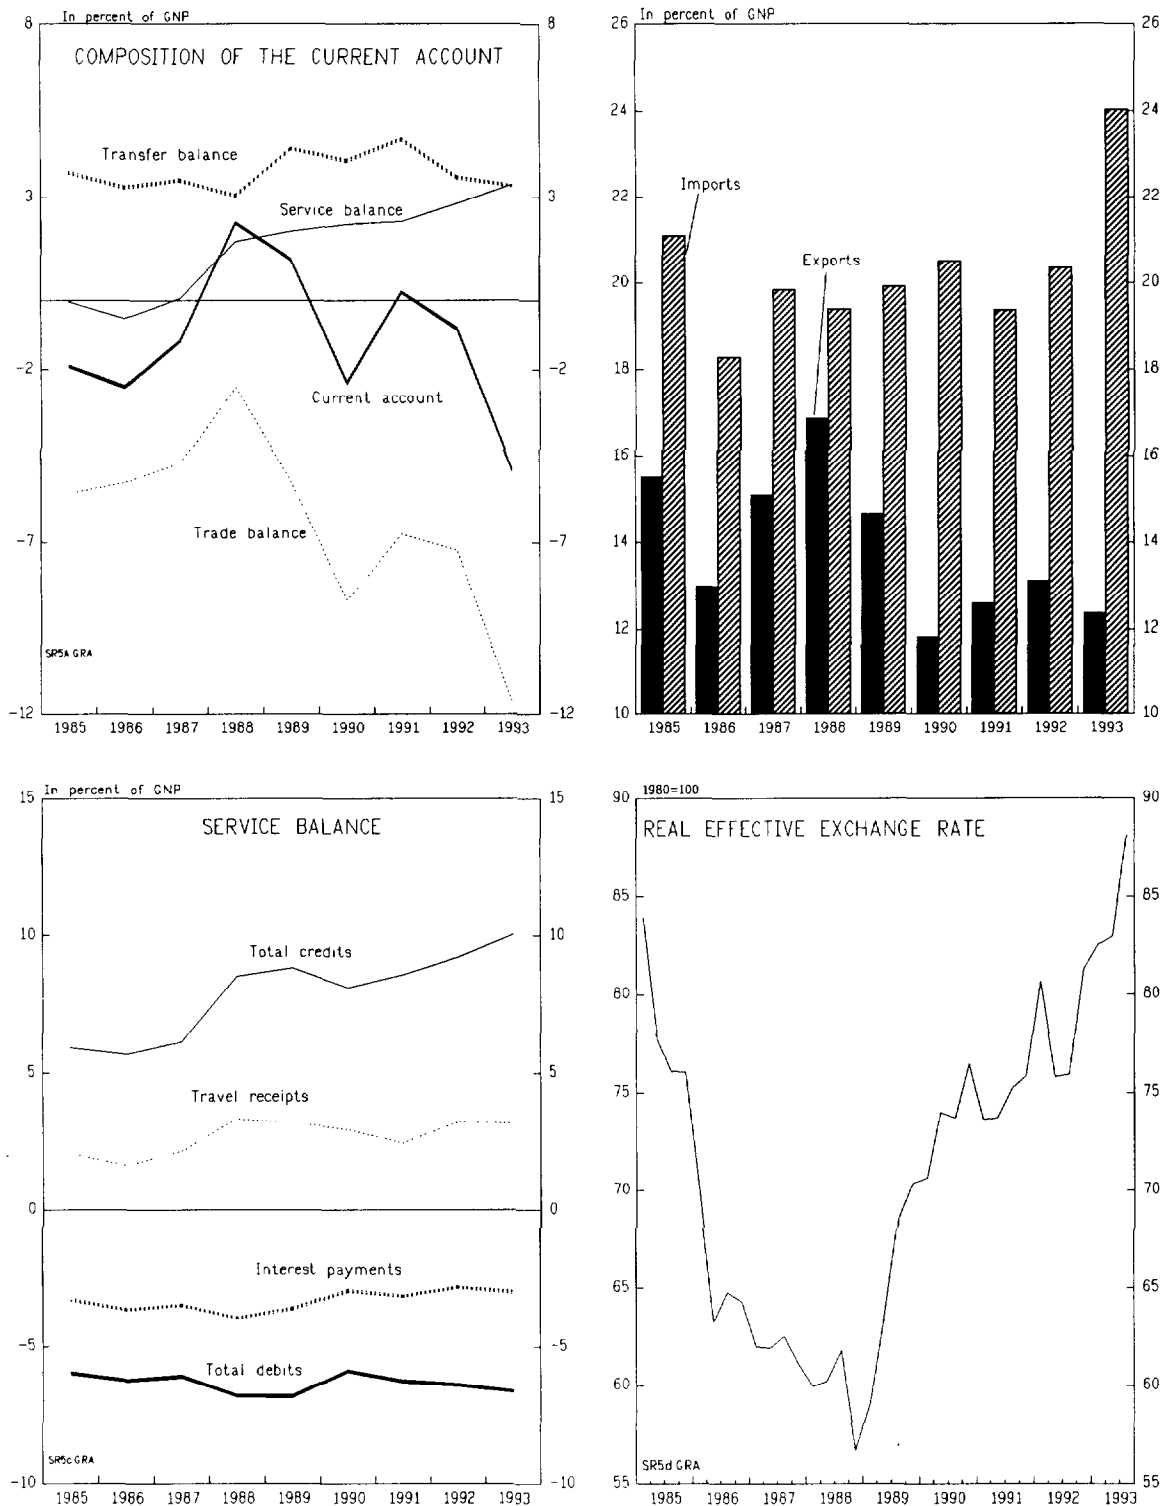 In percent of GNP
8 8
COMPOSITION OF THE CURRENT ACCOUNT
Transfer balance
3 3
Service balance
-2 -2
Current account
-7 -7
Trade balance
SR5A GRA
-12 -12
1985 1986 1987 1988 1989 1990 1991 1992 1993
In percent of GNP
26 26
24 24
Imports
22 22
Exports
20 20
18 18
16 16
14 14
12 12
10 10
1985 1986 1987 1988 1989 1990 1991 1992 1993
In percent of GNP
15 15
SERVICE BALANCE
10 10
Total credits
5 5
Travel receipts
0 0
Interest payments
-5 -5
Total debits
SR5c GRA
-10 -10
1985 1986 1987 1988 1989 1990 1991 1992 1993
1980=100
90 90
REAL EFFECTIVE EXCHANGE RATE
85 85
80 80
75 75
70 70
65 65
60 60
SR5d GRA
55 55
1985 1986 1987 1988 1989 1990 1991 1992 1993